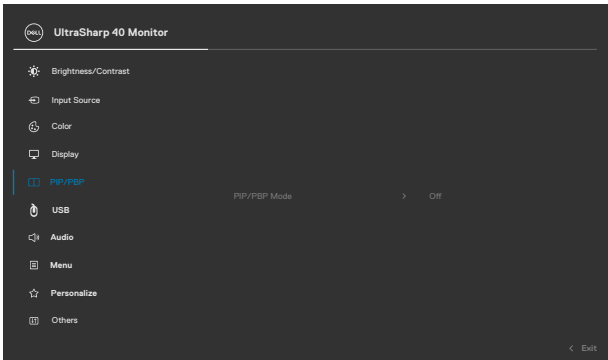 DELL
UltraSharp 40 Monitor
Brightness/Contrast
Input Source
Color
Display
PIP/PBP
PIP/PBP Mode > Off
USB
Audio
Menu
Personalize
Others
< Exit